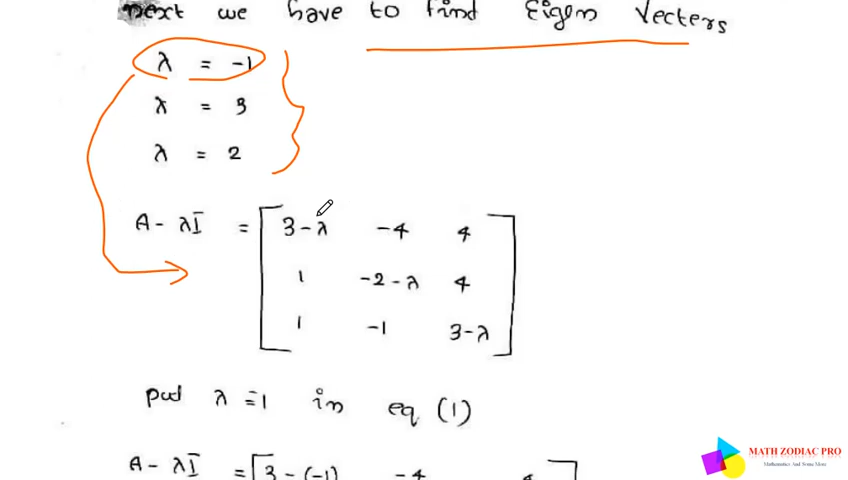 next we have to find Eigen Vecters
λ = -1
λ = 3
λ = 2
A - λI = [ 3-λ -4 4
1 -2-λ 4
1 -1 3-λ ]
put λ = -1 in eq (1)
A - λI = [ 3-(-1) -4 4 ]
MATH ZODIAC PRO
Mathematics And Some More